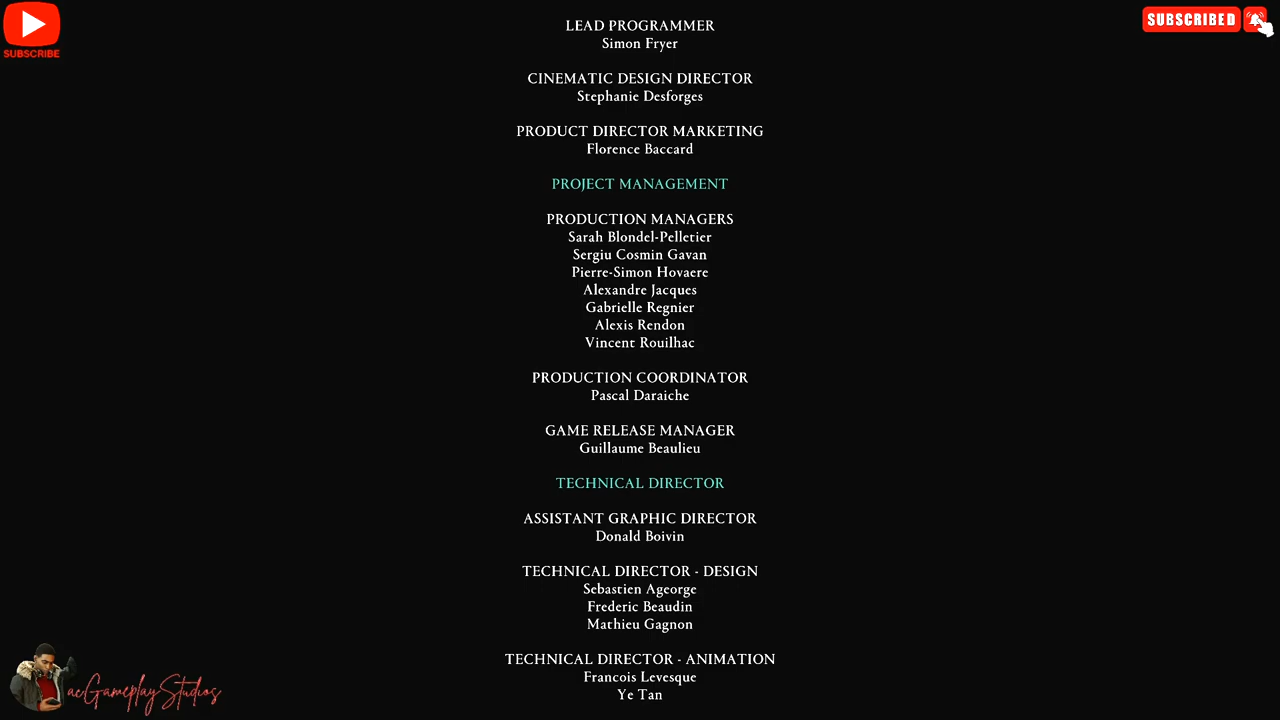 SUBSCRIBE
SUBSCRIBED
LEAD PROGRAMMER
Simon Fryer
CINEMATIC DESIGN DIRECTOR
Stephanie Desforges
PRODUCT DIRECTOR MARKETING
Florence Baccard
PROJECT MANAGEMENT
PRODUCTION MANAGERS
Sarah Blondel-Pelletier
Sergiu Cosmin Gavan
Pierre-Simon Hovaere
Alexandre Jacques
Gabrielle Regnier
Alexis Rendon
Vincent Rouilhac
PRODUCTION COORDINATOR
Pascal Daraiche
GAME RELEASE MANAGER
Guillaume Beaulieu
TECHNICAL DIRECTOR
ASSISTANT GRAPHIC DIRECTOR
Donald Boivin
TECHNICAL DIRECTOR - DESIGN
Sebastien Ageorge
Frederic Beaudin
Mathieu Gagnon
TECHNICAL DIRECTOR - ANIMATION
Francois Levesque
Ye Tan
aeGameplayStudios